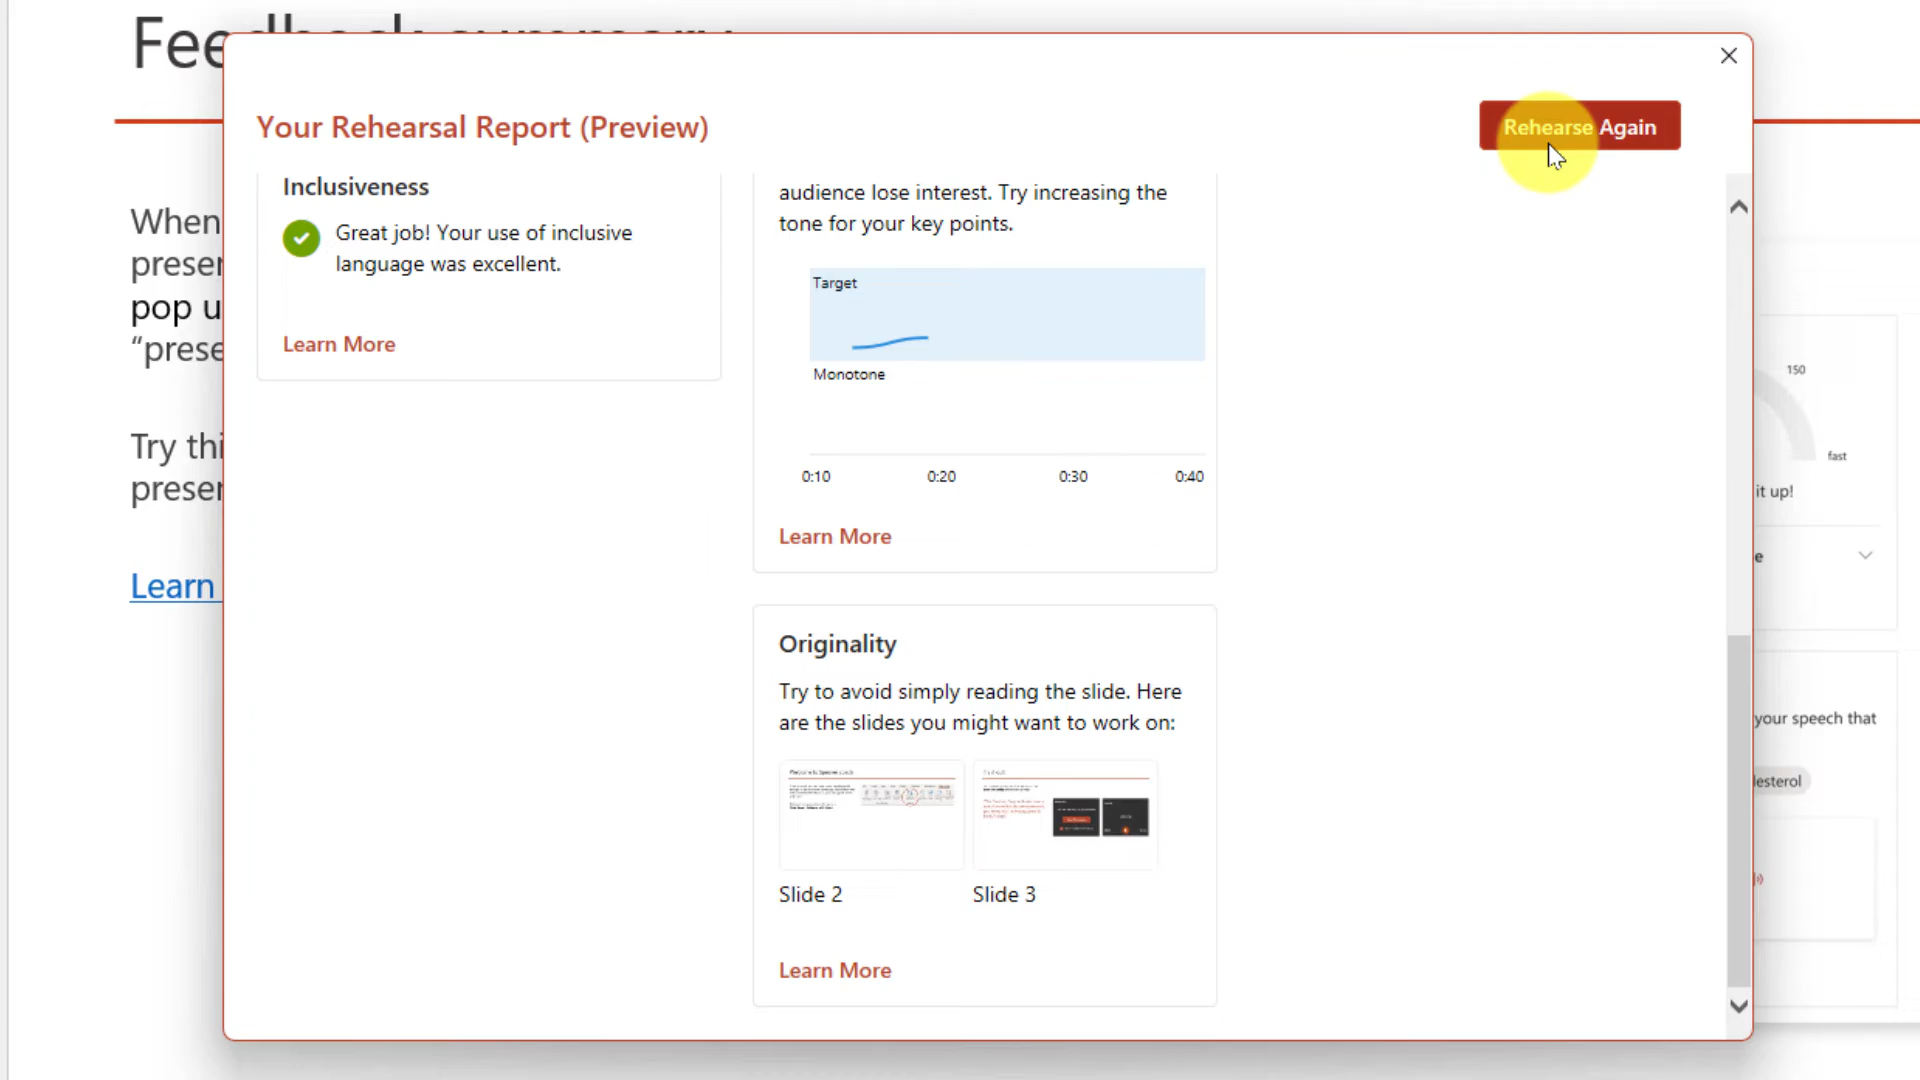 Your Rehearsal Report (Preview)
Rehearse Again
Inclusiveness
Great job! Your use of inclusive
language was excellent.
Learn More
audience lose interest. Try increasing the
tone for your key points.
Target
Monotone
0:10 0:20 0:30 0:40
Learn More
Originality
Try to avoid simply reading the slide. Here
are the slides you might want to work on:
Slide 2 Slide 3
Learn More
When
pop u
Try thi
Learn
150
fast
it up!
your speech that